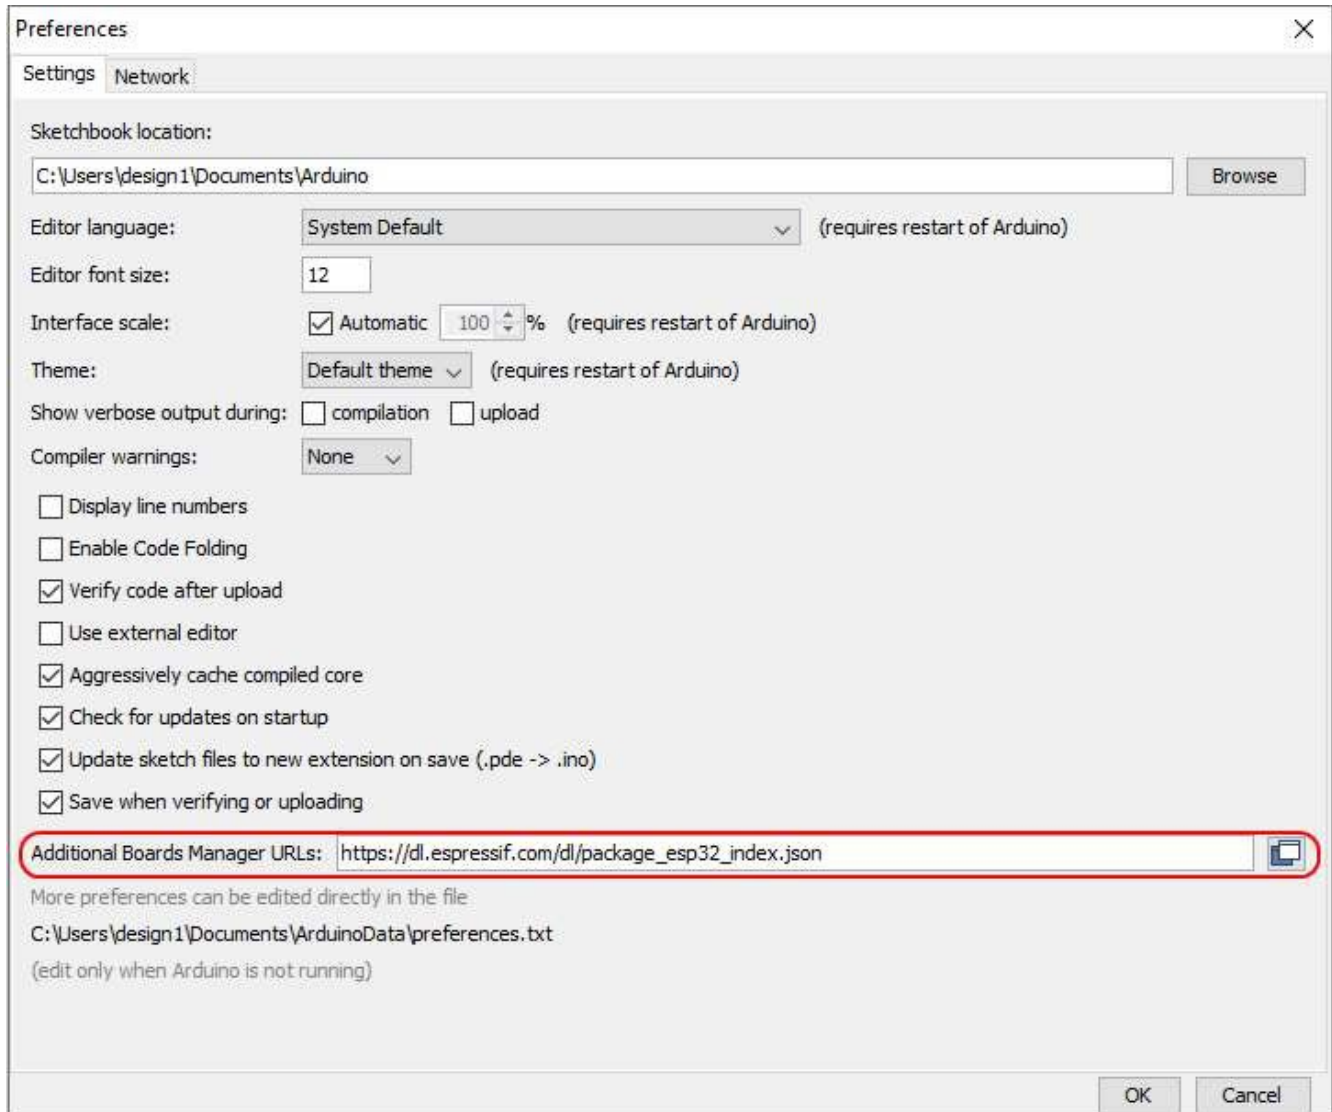 Preferences
Settings Network
Sketchbook location:
C:\Users\design1\Documents\Arduino Browse
Editor language: System Default (requires restart of Arduino)
Editor font size: 12
Interface scale: Automatic 100 % (requires restart of Arduino)
Theme: Default theme (requires restart of Arduino)
Show verbose output during: compilation upload
Compiler warnings: None
Display line numbers
Enable Code Folding
Verify code after upload
Use external editor
Aggressively cache compiled core
Check for updates on startup
Update sketch files to new extension on save (.pde -> .ino)
Save when verifying or uploading
Additional Boards Manager URLs: https://dl.espressif.com/dl/package_esp32_index.json
More preferences can be edited directly in the file
C:\Users\design1\Documents\ArduinoData\preferences.txt
(edit only when Arduino is not running)
OK Cancel